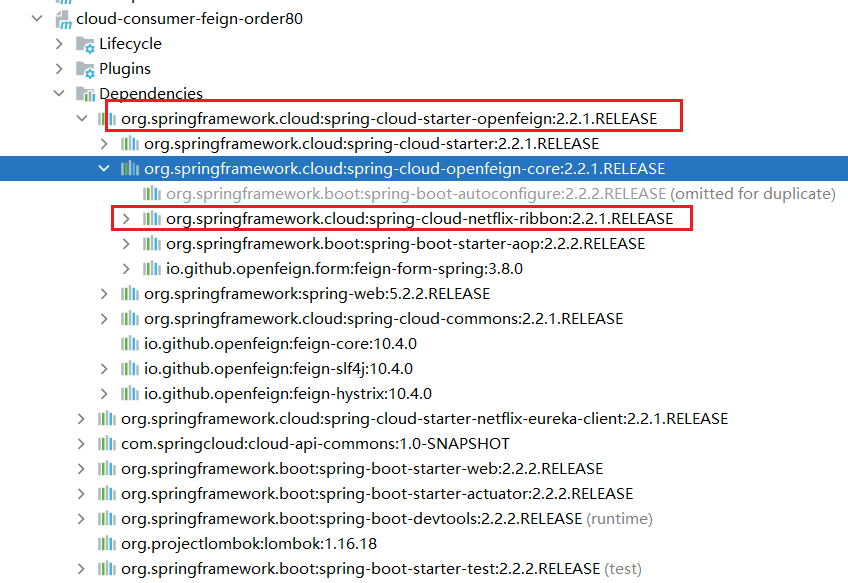 cloud-consumer-feign-order80
Lifecycle
Plugins
Dependencies
org.springframework.cloud:spring-cloud-starter-openfeign:2.2.1.RELEASE
org.springframework.cloud:spring-cloud-starter:2.2.1.RELEASE
org.springframework.cloud:spring-cloud-openfeign-core:2.2.1.RELEASE
org.springframework.boot:spring-boot-autoconfigure:2.2.2.RELEASE (omitted for duplicate)
org.springframework.cloud:spring-cloud-netflix-ribbon:2.2.1.RELEASE
org.springframework.boot:spring-boot-starter-aop:2.2.2.RELEASE
io.github.openfeign.form:feign-form-spring:3.8.0
org.springframework:spring-web:5.2.2.RELEASE
org.springframework.cloud:spring-cloud-commons:2.2.1.RELEASE
io.github.openfeign:feign-core:10.4.0
io.github.openfeign:feign-slf4j:10.4.0
io.github.openfeign:feign-hystrix:10.4.0
org.springframework.cloud:spring-cloud-starter-netflix-eureka-client:2.2.1.RELEASE
com.springcloud:cloud-api-commons:1.0-SNAPSHOT
org.springframework.boot:spring-boot-starter-web:2.2.2.RELEASE
org.springframework.boot:spring-boot-starter-actuator:2.2.2.RELEASE
org.springframework.boot:spring-boot-devtools:2.2.2.RELEASE (runtime)
org.projectlombok:lombok:1.16.18
org.springframework.boot:spring-boot-starter-test:2.2.2.RELEASE (test)